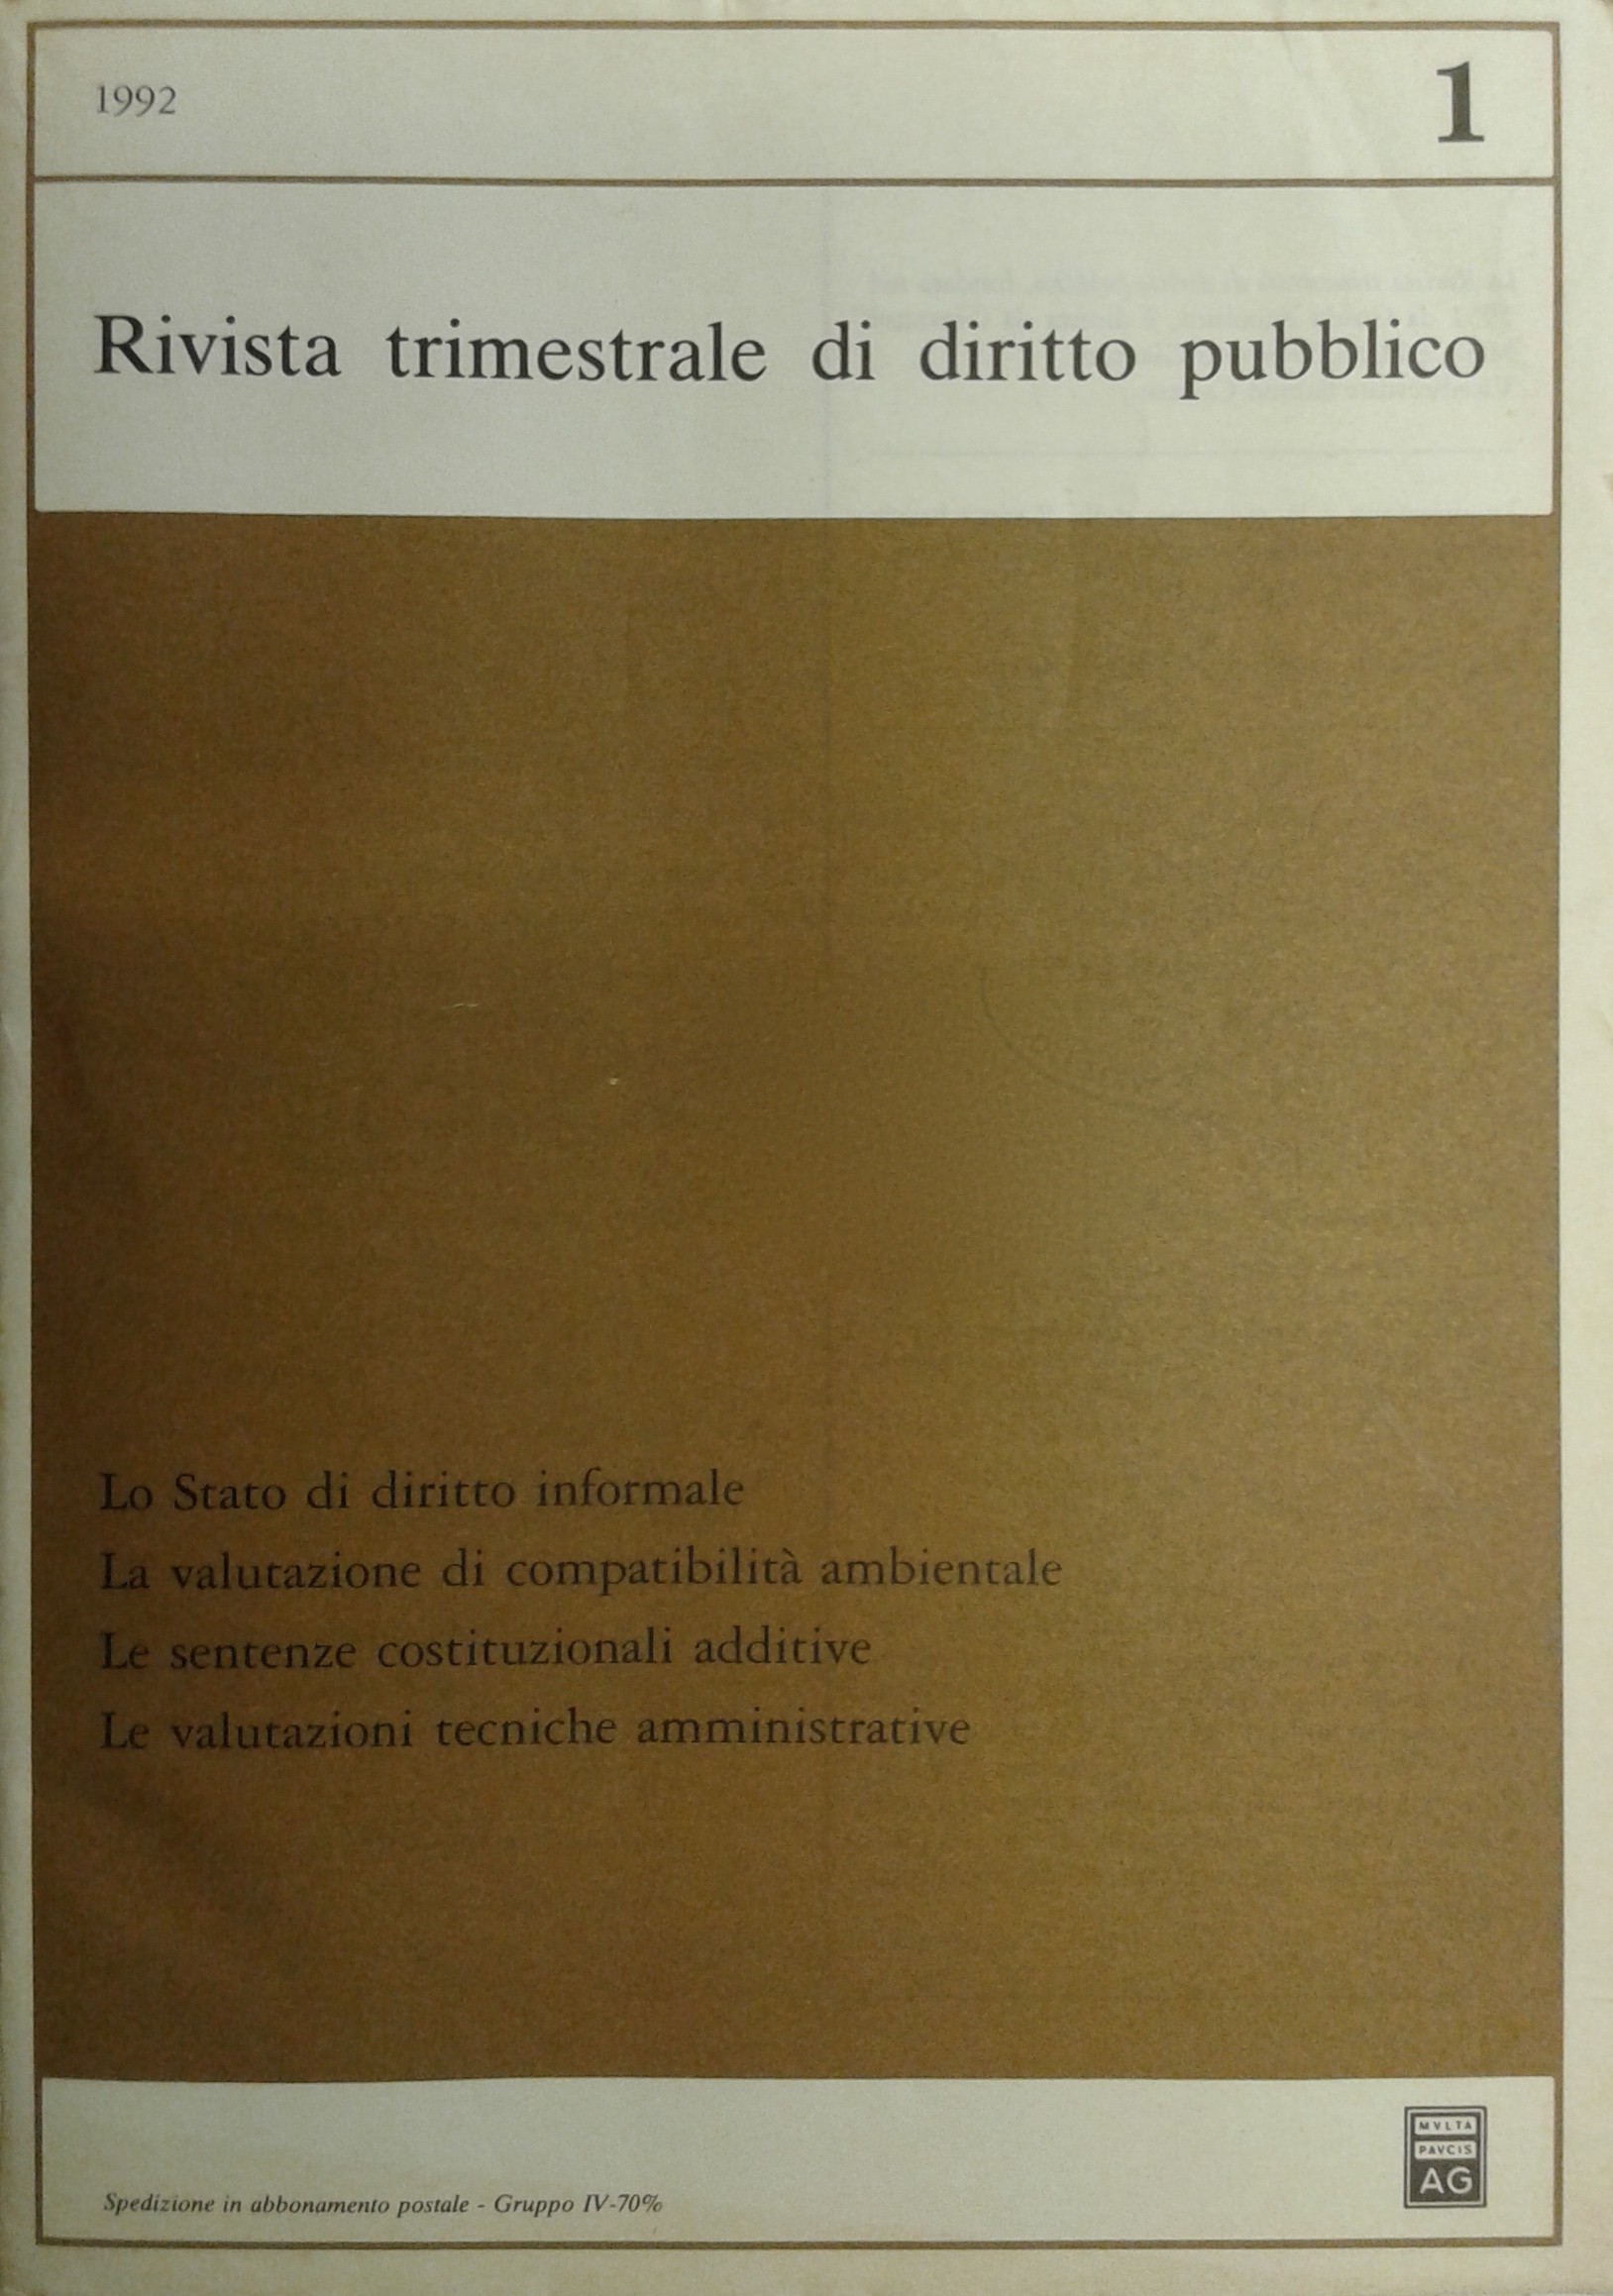 1992
1
Rivista trimestrale di diritto pubblico
Lo Stato di diritto informale
La valutazione di compatibilità ambientale
Le sentenze costituzionali additive
Le valutazioni tecniche amministrative
MVLTA
PAVCIS
AG
Spedizione in abbonamento postale - Gruppo IV-70%